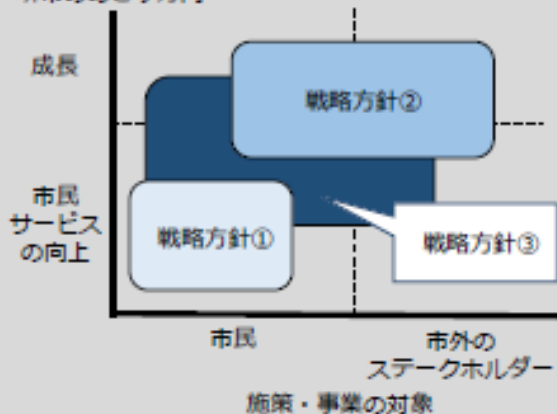 成長
戦略方針②
市民
サービス
の向上
戦略方針①
戦略方針③
市民
市外の
ステークホルダー
施策・事業の対象